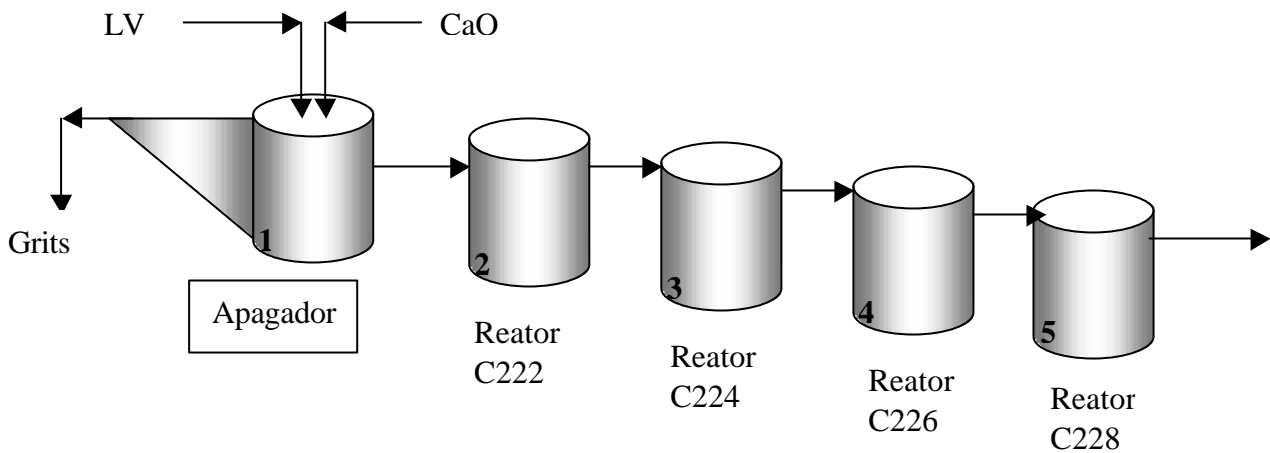 LV
CaO
Grits
1
Apagador
2
Reator
C222
3
Reator
C224
4
Reator
C226
5
Reator
C228